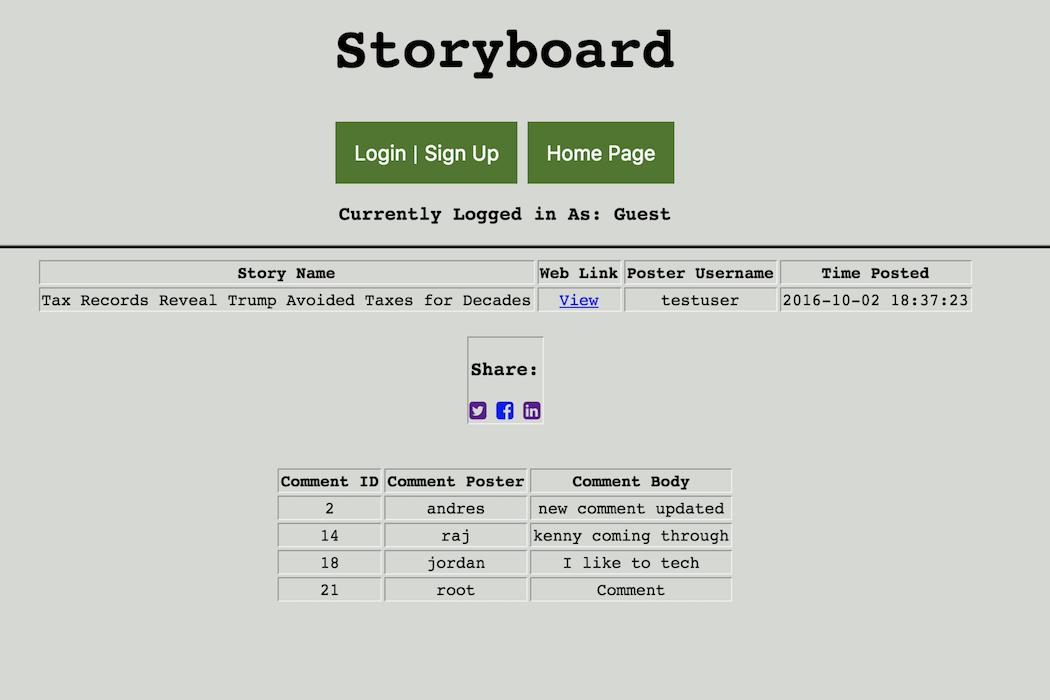 Storyboard
Login | Sign Up Home Page
Currently Logged in As: Guest
Story Name Web Link Poster Username Time Posted
Tax Records Reveal Trump Avoided Taxes for Decades View testuser 2016-10-02 18:37:23
Share:
Comment ID Comment Poster Comment Body
2 andres new comment updated
14 raj kenny coming through
18 jordan I like to tech
21 root Comment